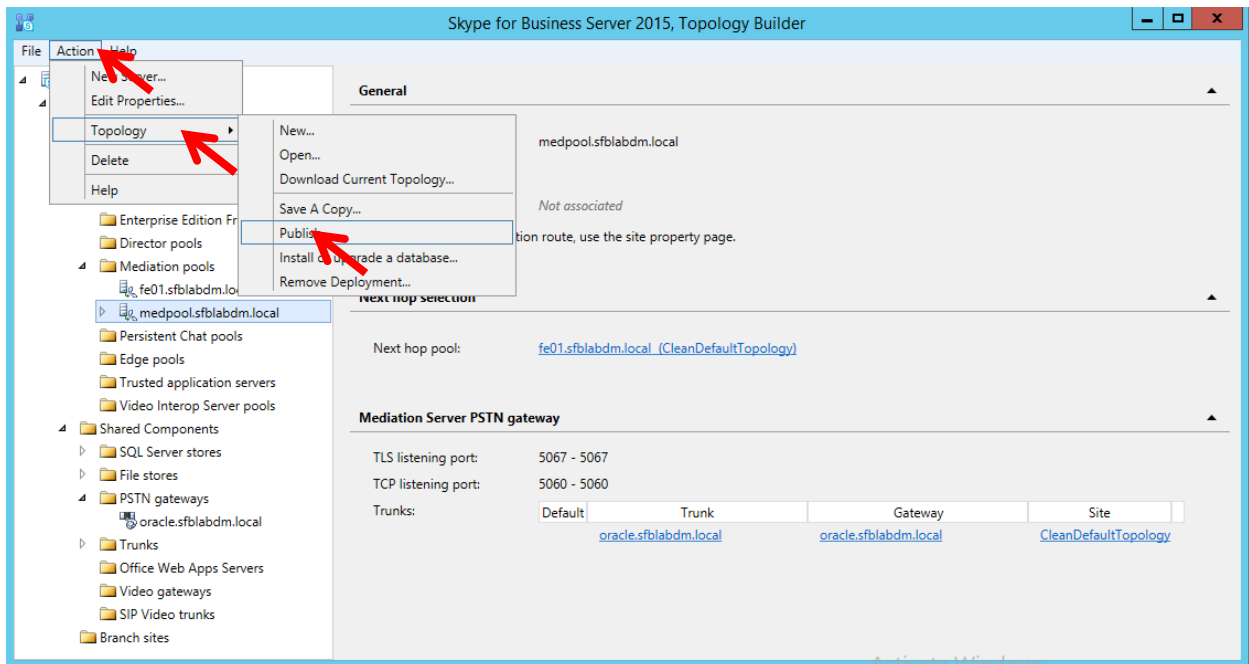 Skype for Business Server 2015, Topology Builder
File Action Help
New Server...
Edit Properties...
Topology
Delete
Help
New...
Open...
Download Current Topology...
Save A Copy...
Publish...
Install or upgrade a database...
Remove Deployment...
Enterprise Edition Fr
Director pools
Mediation pools
fe01.sfblabdm.lo
medpool.sfblabdm.local
Persistent Chat pools
Edge pools
Trusted application servers
Video Interop Server pools
Shared Components
SQL Server stores
File stores
PSTN gateways
oracle.sfblabdm.local
Trunks
Office Web Apps Servers
Video gateways
SIP Video trunks
Branch sites
General
medpool.sfblabdm.local
Not associated
tion route, use the site property page.
Next hop selection
Next hop pool: fe01.sfblabdm.local (CleanDefaultTopology)
Mediation Server PSTN gateway
TLS listening port: 5067 - 5067
TCP listening port: 5060 - 5060
Trunks: Default Trunk Gateway Site
oracle.sfblabdm.local oracle.sfblabdm.local CleanDefaultTopology